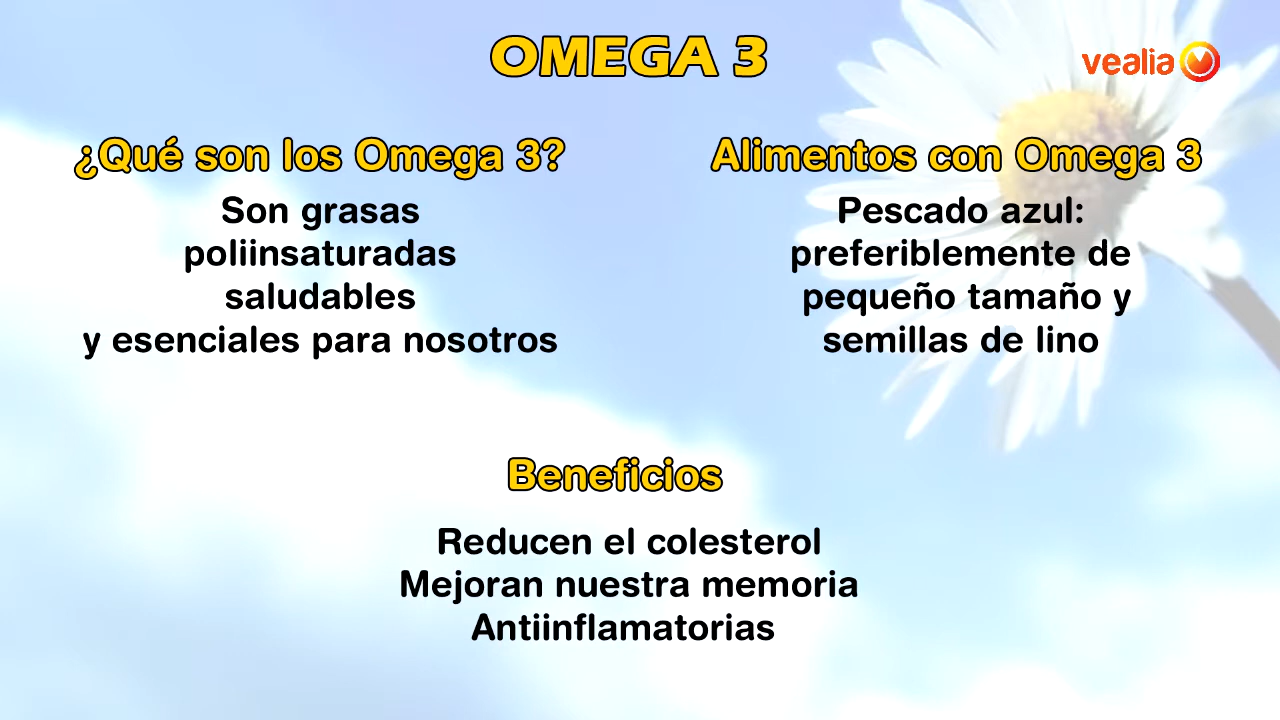 OMEGA 3
vealia
¿Qué son los Omega 3?
Son grasas
poliinsaturadas
saludables
y esenciales para nosotros
Alimentos con Omega 3
Pescado azul:
preferiblemente de
pequeño tamaño y
semillas de lino
Beneficios
Reducen el colesterol
Mejoran nuestra memoria
Antiinflamatorias